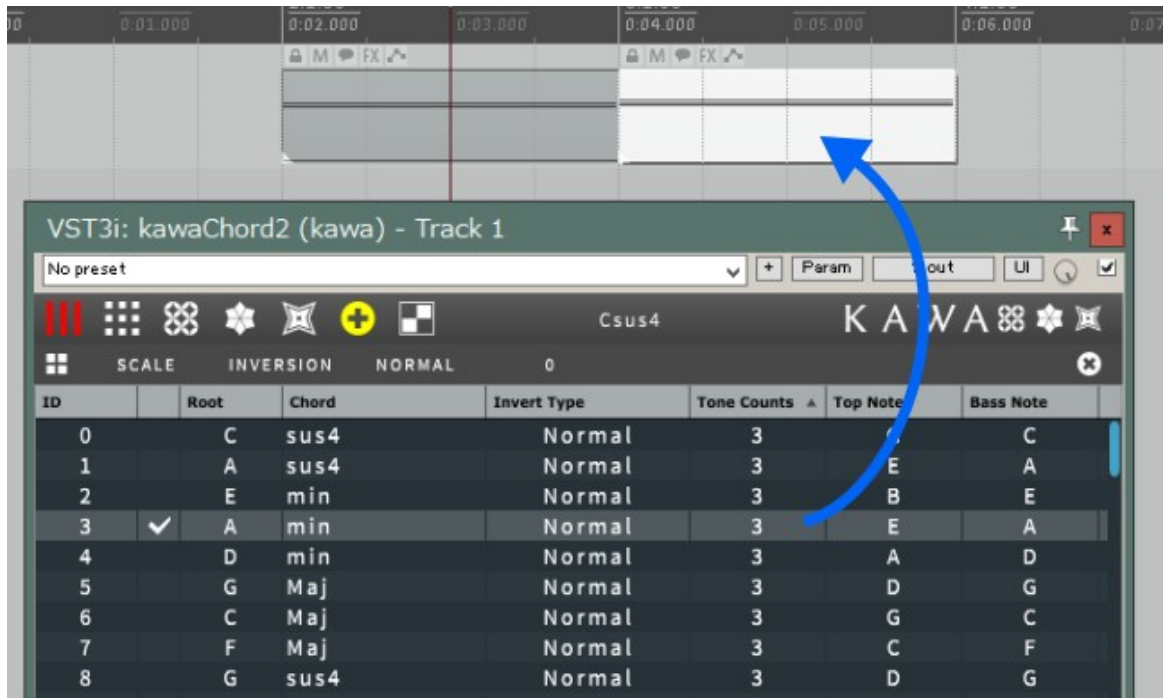 0:01.000 0:02.000 0:03.000 0:04.000 0:05.000 0:06.000
M FX M FX
VST3i: kawaChord2 (kawa) - Track 1 x
No preset + Param out UI
Csus4 KAWA
SCALE INVERSION NORMAL 0
ID Root Chord Invert Type Tone Counts Top Note Bass Note
0 C sus4 Normal 3 C
1 A sus4 Normal 3 E A
2 E min Normal 3 B E
3 A min Normal 3 E A
4 D min Normal 3 A D
5 G Maj Normal 3 D G
6 C Maj Normal 3 G C
7 F Maj Normal 3 C F
8 G sus4 Normal 3 D G